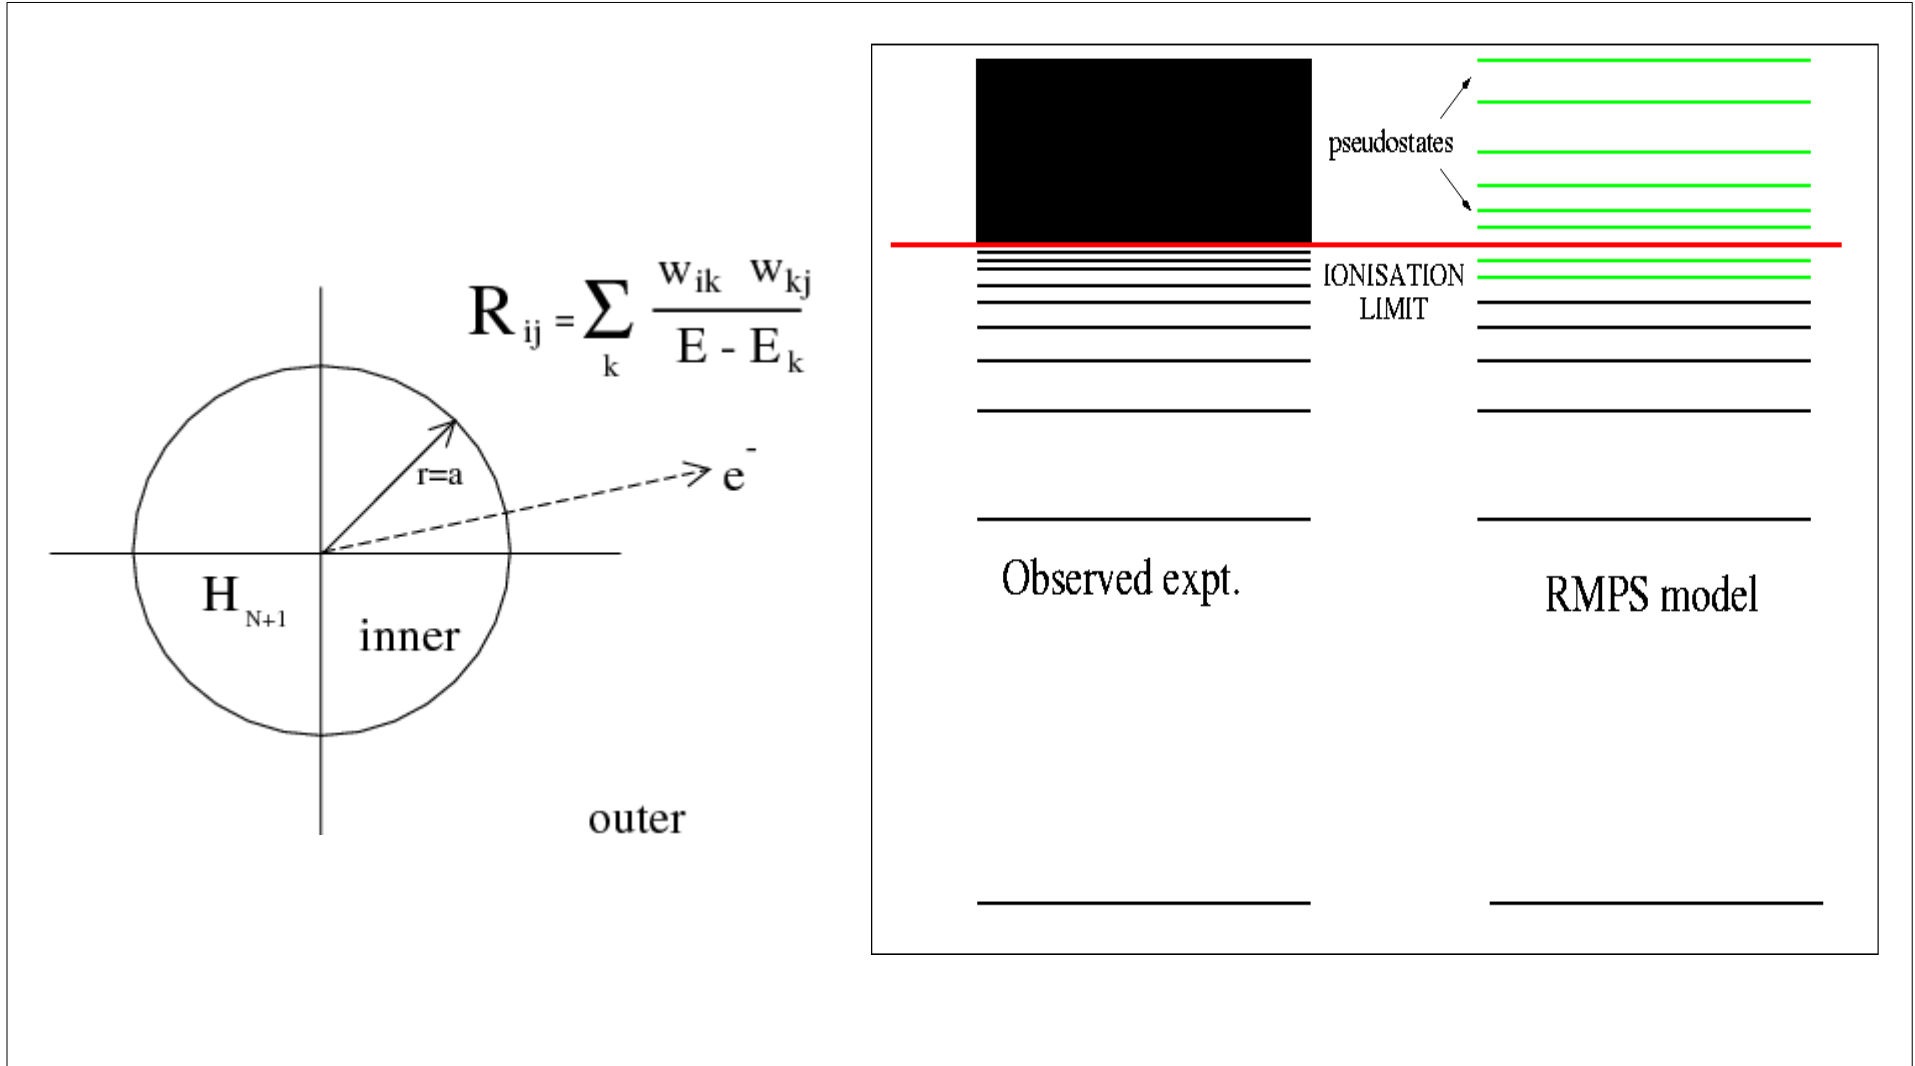 R ij = Σ k w ik w kj / E - E k
r=a
e -
H N+1
inner
outer
pseudostates
IONISATION
LIMIT
Observed expt.
RMPS model